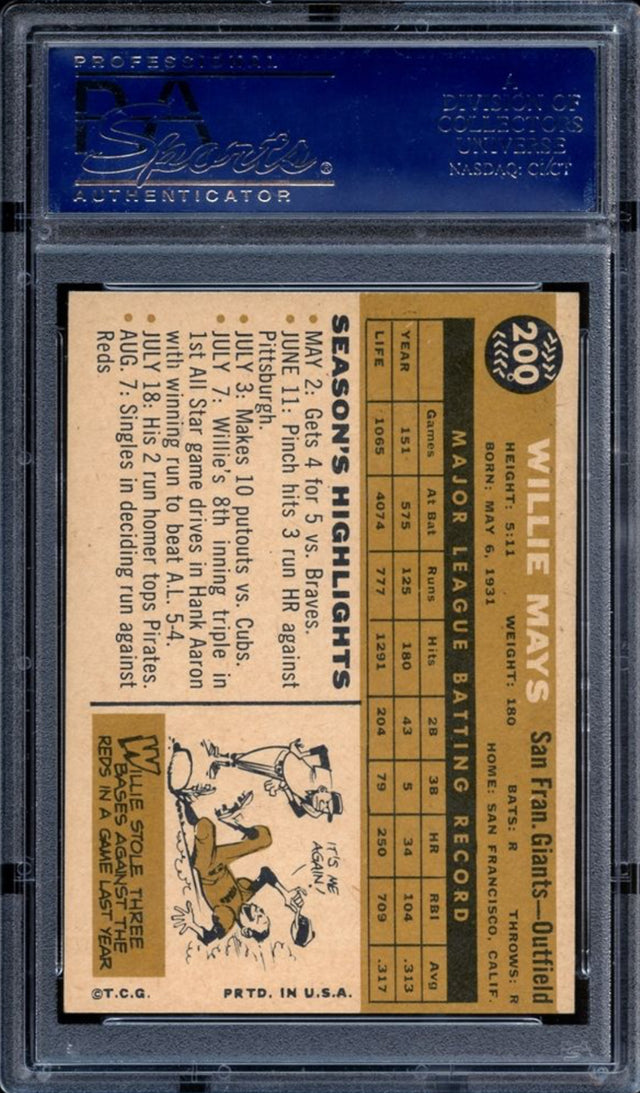 PROFESSIONAL
PSA
Sports®
AUTHENTICATOR
A
DIVISION OF
COLLECTORS
UNIVERSE
NASDAQ: CLCT
200
WILLIE MAYS San Fran. Giants—Outfield
HEIGHT: 5:11 WEIGHT: 180 BATS: R THROWS: R
BORN: MAY 6, 1931 HOME: SAN FRANCISCO, CALIF.
MAJOR LEAGUE BATTING RECORD
Games At Bat Runs Hits 2B 3B HR RBI Avg
YEAR 151 575 125 180 43 5 34 104 .313
LIFE 1065 4074 777 1291 204 79 250 709 .317
SEASON'S HIGHLIGHTS
• MAY 2: Gets 4 for 5 vs. Braves.
• JUNE 11: Pinch hits 3 run HR against
Pittsburgh.
• JULY 3: Makes 10 putouts vs. Cubs.
• JULY 7: Willie's 8th inning triple in
1st All Star game drives in Hank Aaron
with winning run to beat A.L. 5-4.
• JULY 18: His 2 run homer tops Pirates.
• AUG. 7: Singles in deciding run against
Reds
IT'S ME
AGAIN!
WILLIE STOLE THREE
BASES AGAINST THE
REDS IN A GAME LAST YEAR
©T.C.G. PRTD. IN U.S.A.